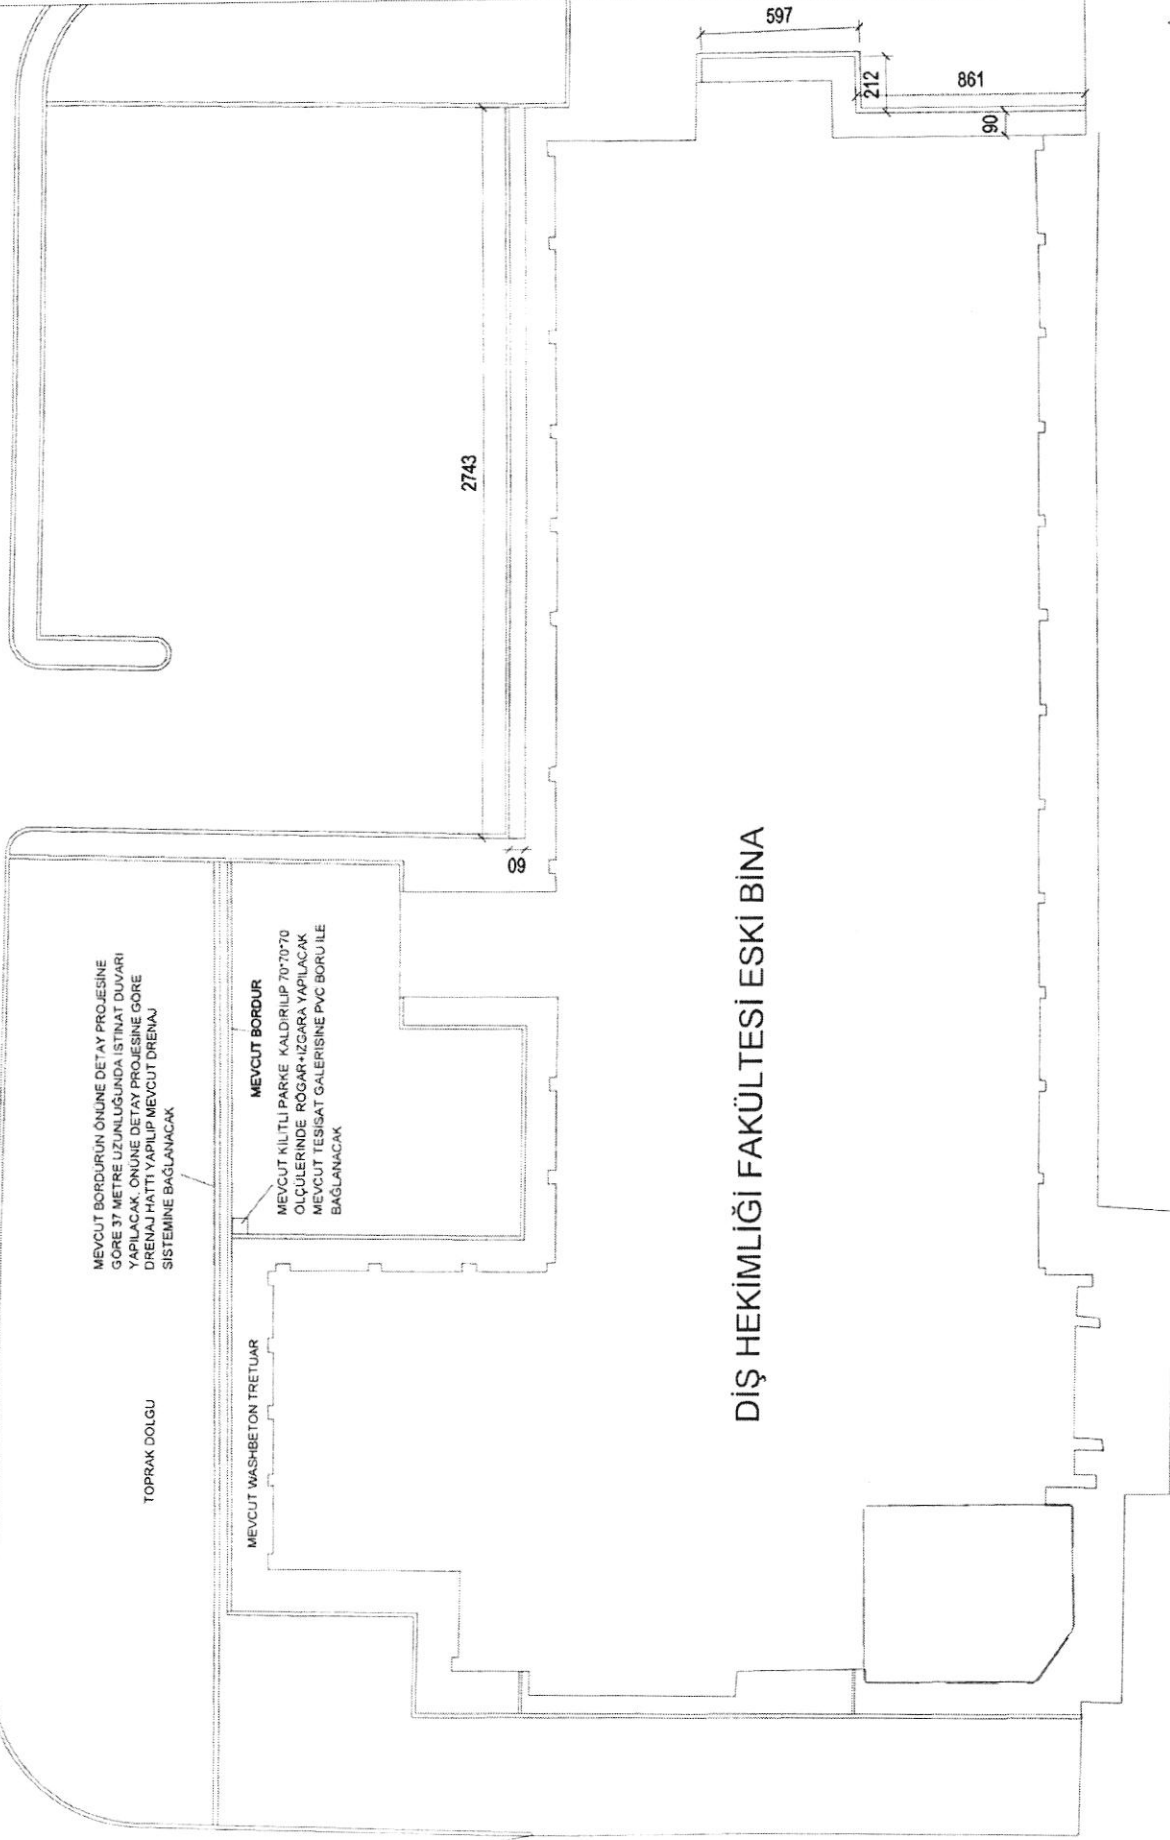 597
212
861
90
2743
60
MEVCUT BORDÜRÜN ÖNÜNE DETAY PROJESİNE
GÖRE 37 METRE UZUNLUĞUNDA İSTİNAT DUVARI
YAPILACAK, ÖNÜNE DETAY PROJESİNE GÖRE
DRENAJ HATTI YAPILIP MEVCUT DRENAJ
SİSTEMİNE BAĞLANACAK
MEVCUT BORDUR
MEVCUT KİLİTLİ PARKE KALDIRILIP 70*70*70
ÖLÇÜLERİNDE RÖGAR+IZGARA YAPILACAK
MEVCUT TESİSAT GALERİSİNE PVC BORU İLE
BAĞLANACAK
TOPRAK DOLGU
MEVCUT WASHBETON TRETUAR
DİŞ HEKİMLİĞİ FAKÜLTESİ ESKİ BİNA